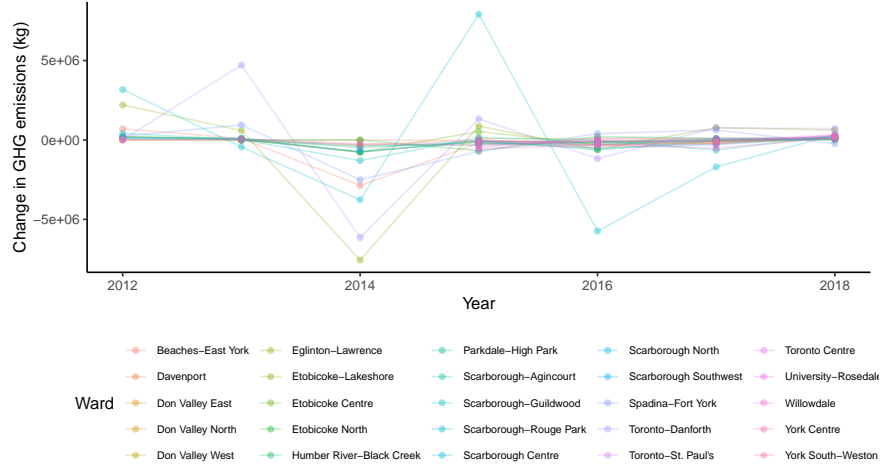 Change in GHG emissions (kg)
5e+06
0e+00
−5e+06
2012 2014 2016 2018
Year
Ward
Beaches−East York Eglinton−Lawrence Parkdale−High Park Scarborough North Toronto Centre
Davenport Etobicoke−Lakeshore Scarborough−Agincourt Scarborough Southwest University−Rosedale
Don Valley East Etobicoke Centre Scarborough−Guildwood Spadina−Fort York Willowdale
Don Valley North Etobicoke North Scarborough−Rouge Park Toronto−Danforth York Centre
Don Valley West Humber River−Black Creek Scarborough Centre Toronto−St. Paul's York South−Weston